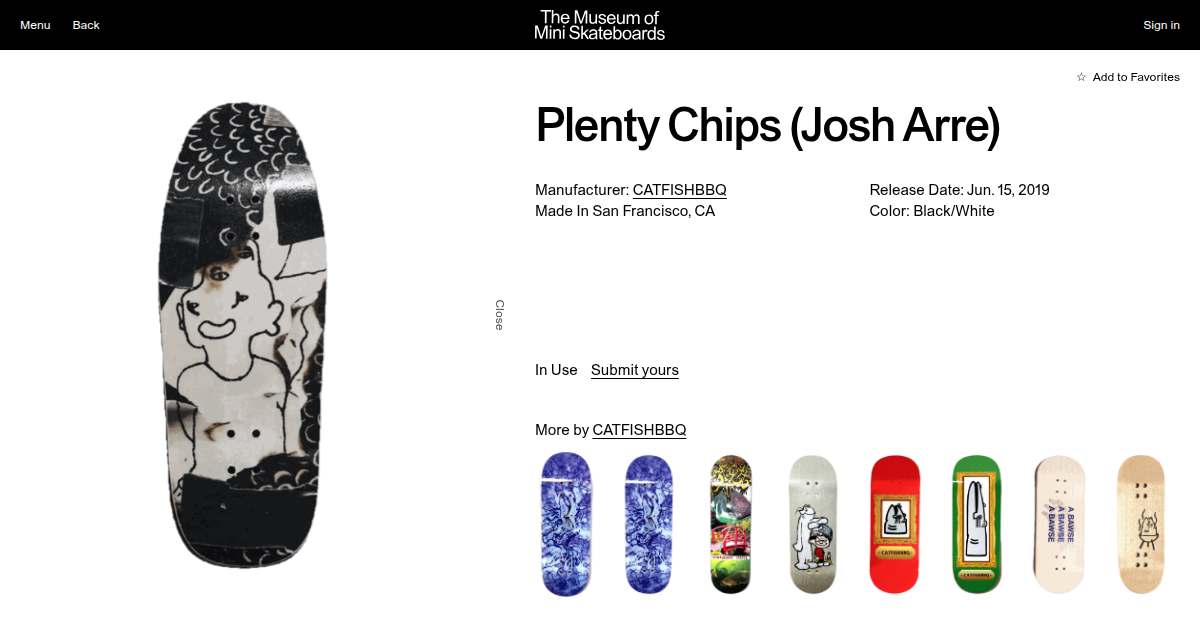 Menu
Back
The Museum of
Mini Skateboards
Sign in
☆ Add to Favorites
Plenty Chips (Josh Arre)
Manufacturer: CATFISHBBQ
Made In San Francisco, CA
Release Date: Jun. 15, 2019
Color: Black/White
Close
In Use
Submit yours
More by CATFISHBBQ
CATFISHBBQ
CATFISHBBQ
A BAWSE
A BAWSE
A BAWSE